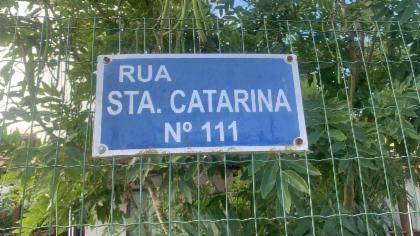 RUA
STA. CATARINA
Nº 111